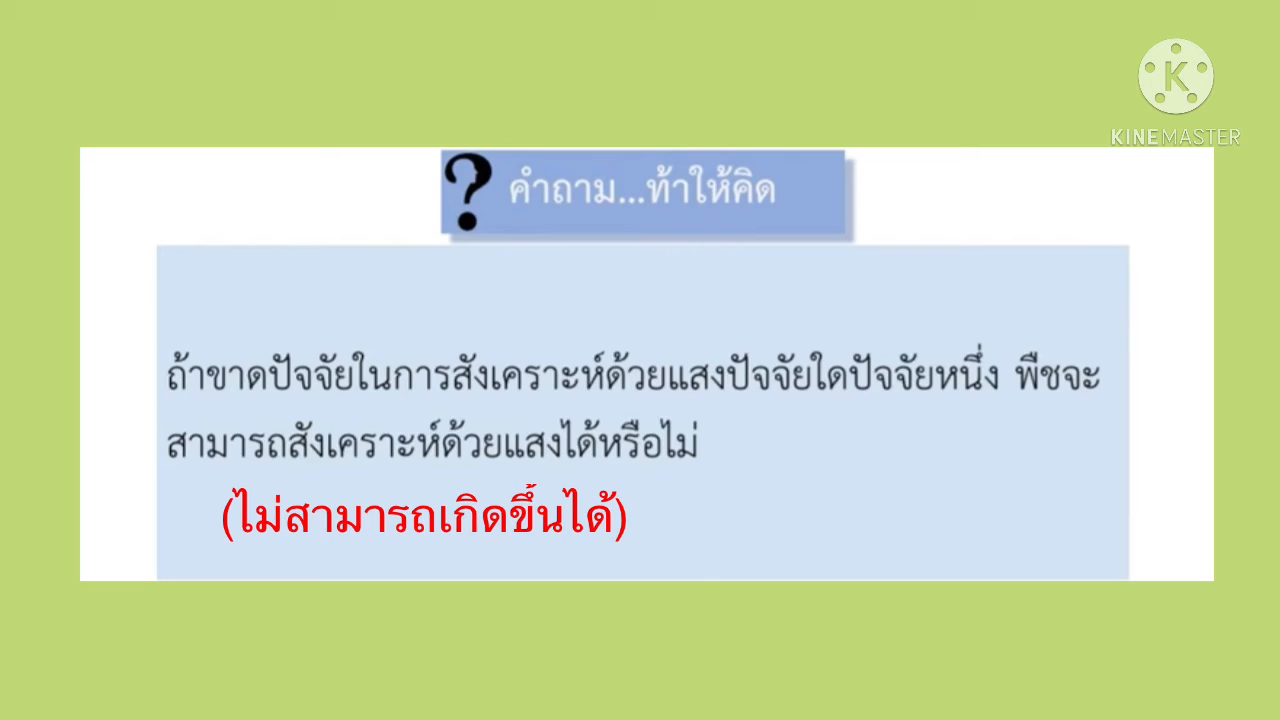 K
KINEMASTER
? คำถาม...ท้าให้คิด
ถ้าขาดปัจจัยในการสังเคราะห์ด้วยแสงปัจจัยใดปัจจัยหนึ่ง พืชจะ
สามารถสังเคราะห์ด้วยแสงได้หรือไม่
(ไม่สามารถเกิดขึ้นได้)